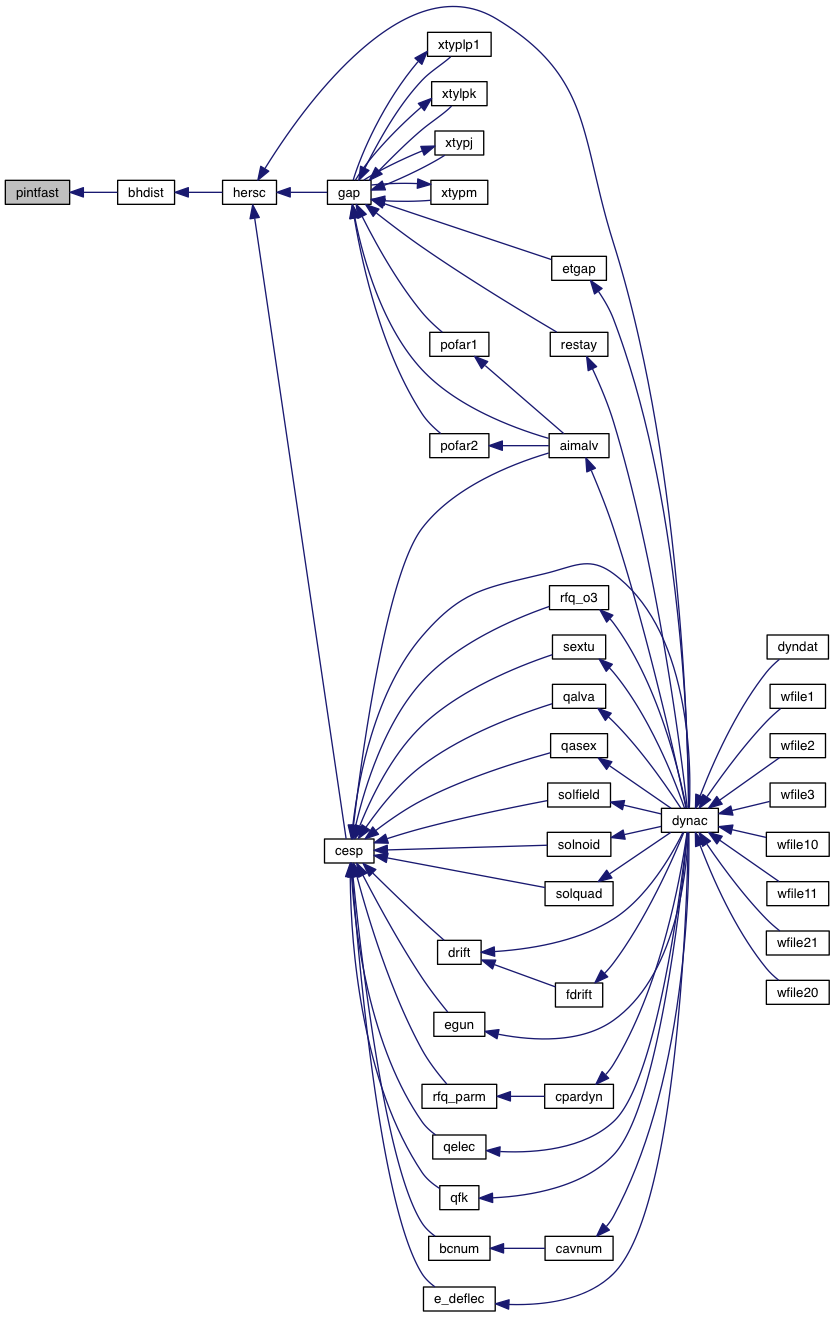 xtyplp1
xtylpk
xtypj
pintfast
bhdist
hersc
gap
xtypm
etgap
pofar1
restay
pofar2
aimalv
rfq_o3
sextu
dyndat
qalva
wfile1
qasex
wfile2
solfield
wfile3
dynac
solnoid
wfile10
cesp
solquad
wfile11
drift
wfile21
fdrift
wfile20
egun
rfq_parm
cpardyn
qelec
qfk
bcnum
cavnum
e_deflec